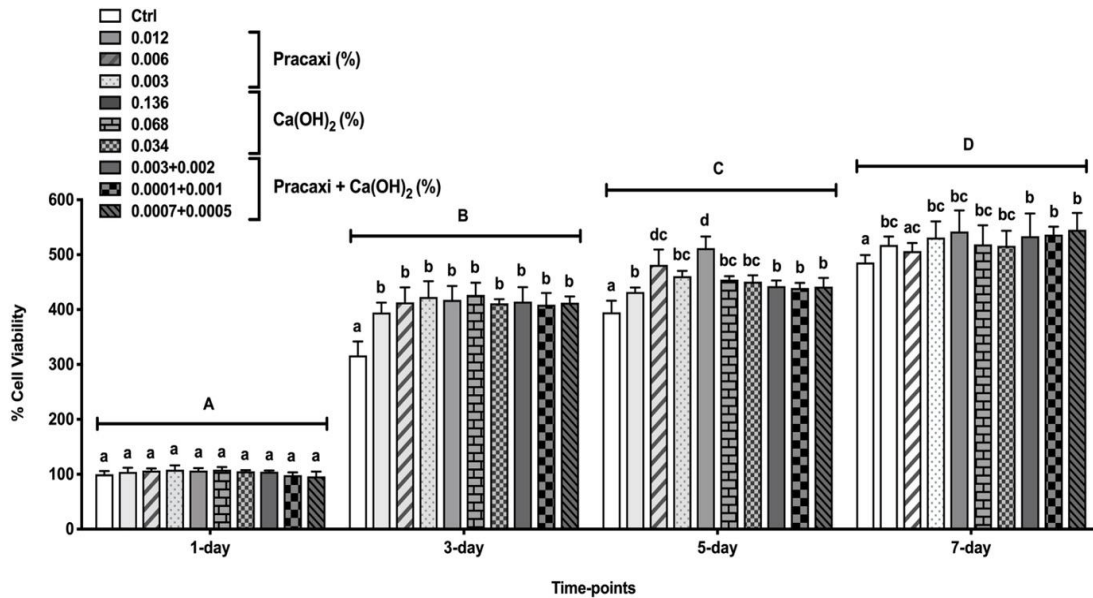 Ctrl
0.012
0.006
0.003
0.136
0.068
0.034
0.003+0.002
0.0001+0.001
0.0007+0.0005
Pracaxi (%)
Ca(OH)2 (%)
Pracaxi + Ca(OH)2 (%)
% Cell Viability
600
500
400
300
200
100
0
A
a a a a a a a a a a
B
a b b b b b b b b b
C
a b dc bc d bc bc b b b
D
a bc ac bc bc bc bc b b b
1-day 3-day 5-day 7-day
Time-points